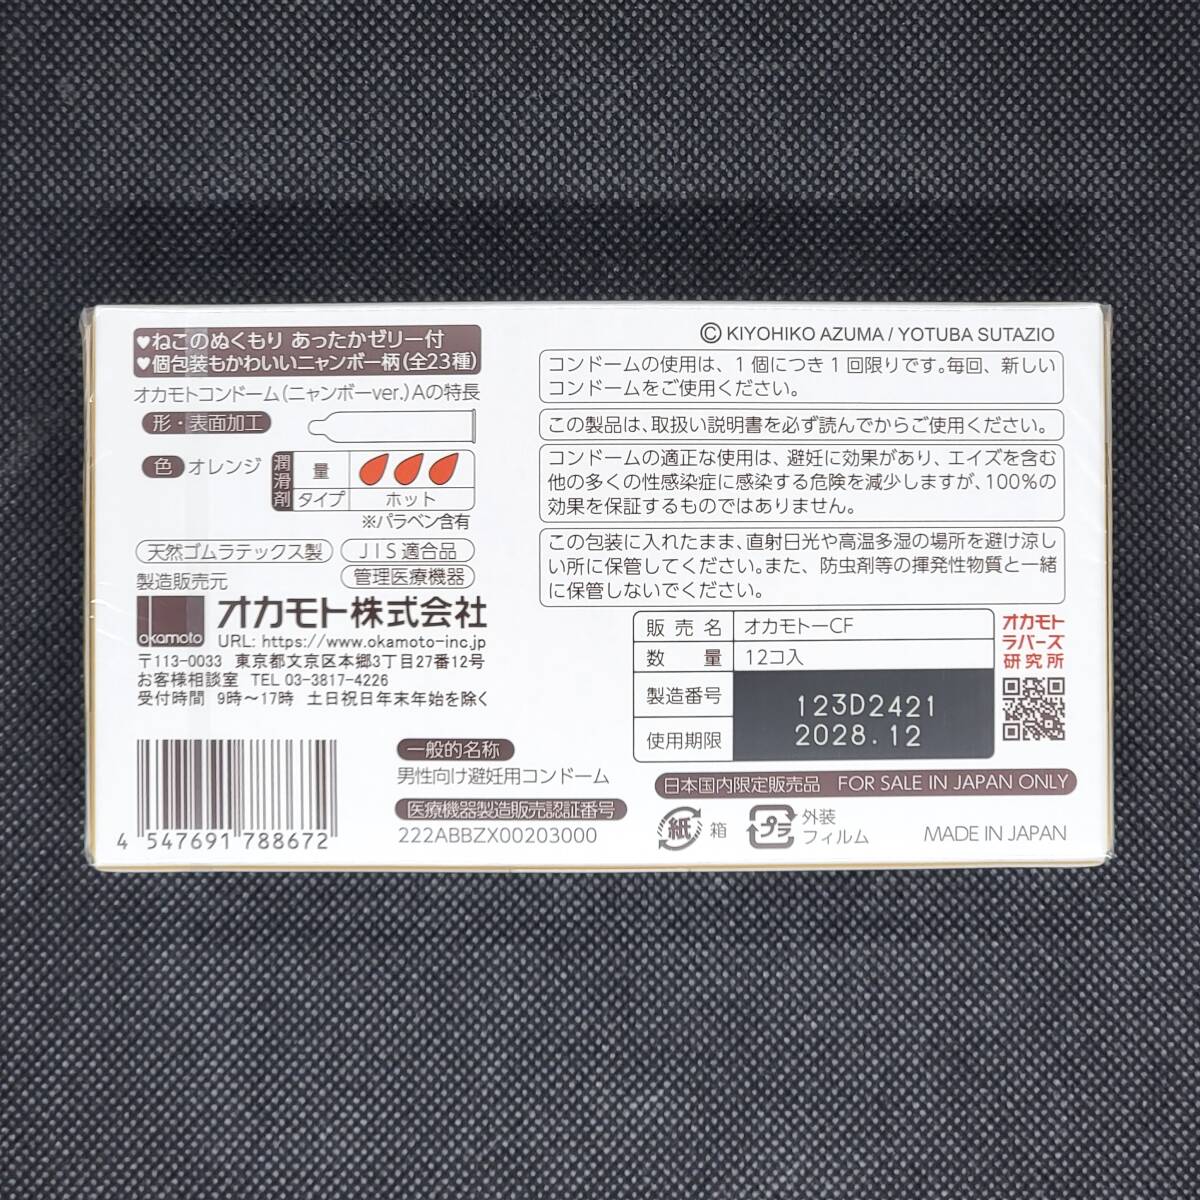 ♥ねこのぬくもり あったかゼリー付
♥個包装もかわいいニャンボー柄(全23種)
オカモトコンドーム(ニャンボーver.)Aの特長
形・表面加工
色 オレンジ
潤滑剤
量
タイプ ホット
※パラベン含有
天然ゴムラテックス製
JIS適合品
管理医療機器
製造販売元
okamoto
オカモト株式会社
URL: https://www.okamoto-inc.jp
〒113-0033 東京都文京区本郷3丁目27番12号
お客様相談室 TEL 03-3817-4226
受付時間 9時〜17時 土日祝日年末年始を除く
4 547691 788672
一般的名称
男性向け避妊用コンドーム
医療機器製造販売認証番号
222ABBZX00203000
©KIYOHIKO AZUMA / YOTUBA SUTAZIO
コンドームの使用は、1個につき1回限りです。毎回、新しい
コンドームをご使用ください。
この製品は、取扱い説明書を必ず読んでからご使用ください。
コンドームの適正な使用は、避妊に効果があり、エイズを含む
他の多くの性感染症に感染する危険を減少しますが、100%の
効果を保証するものではありません。
この包装に入れたまま、直射日光や高温多湿の場所を避け涼し
い所に保管してください。また、防虫剤等の揮発性物質と一緒
に保管しないでください。
販売名 オカモトーCF
数量 12コ入
製造番号 123D2421
使用期限 2028.12
オカモト
ラバーズ
研究所
日本国内限定販売品 FOR SALE IN JAPAN ONLY
紙 箱
プラ 外装
フィルム
MADE IN JAPAN